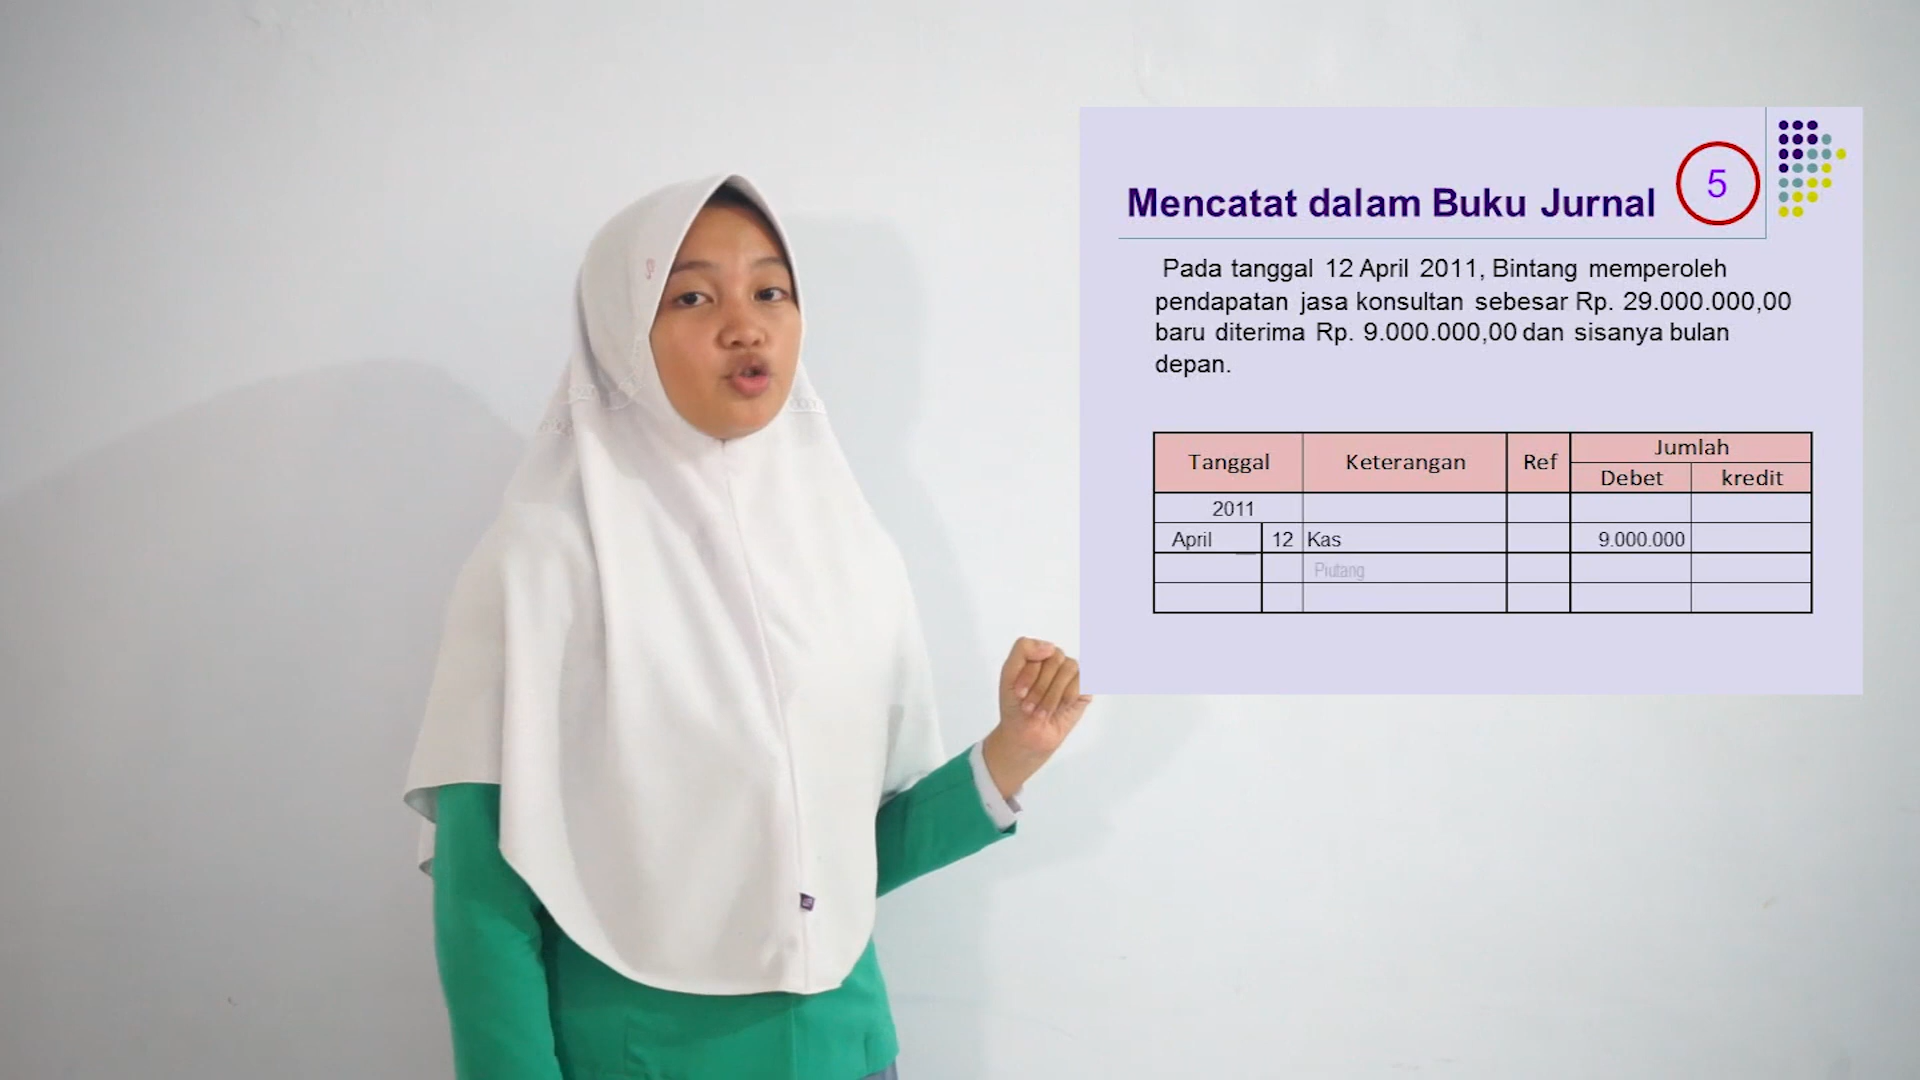 5
Mencatat dalam Buku Jurnal
Pada tanggal 12 April 2011, Bintang memperoleh
pendapatan jasa konsultan sebesar Rp. 29.000.000,00
baru diterima Rp. 9.000.000,00 dan sisanya bulan
depan.
Tanggal Keterangan Ref Jumlah
Debet kredit
2011
April 12 Kas 9.000.000
Piutang